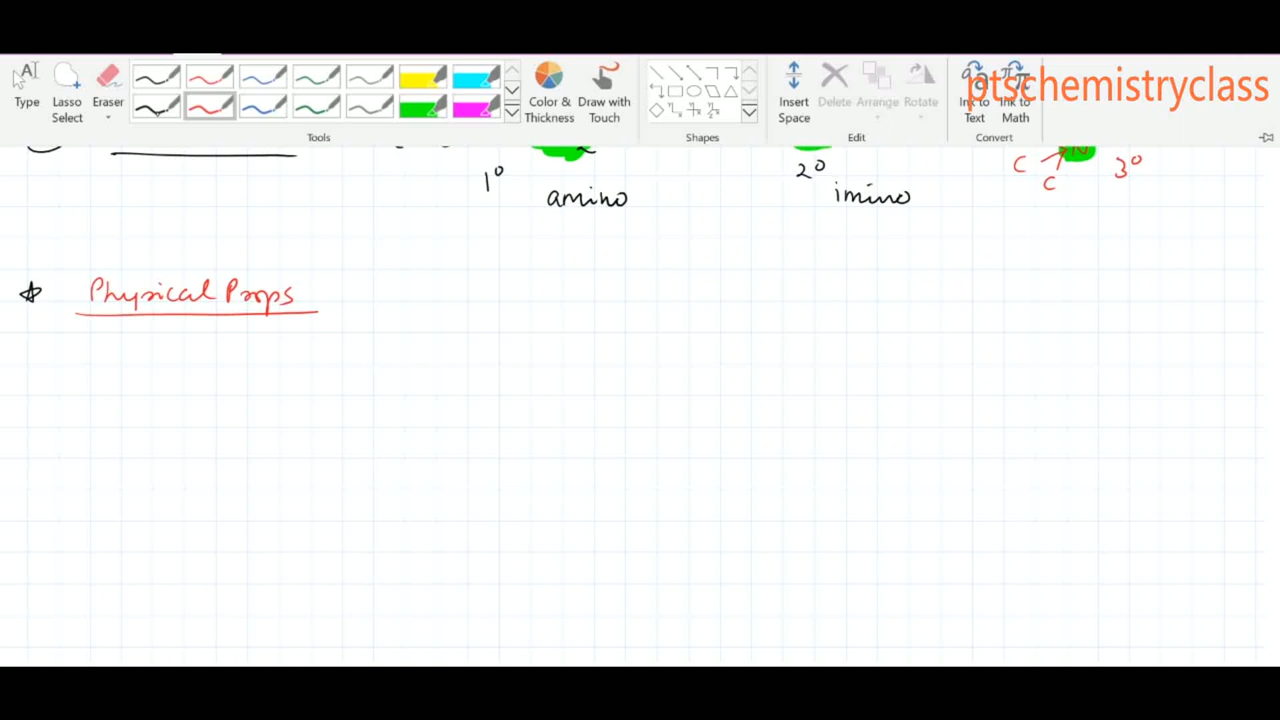 ptschemistryclass
Type
Lasso Select
Eraser
Color & Thickness
Draw with Touch
Insert Space
Delete
Arrange
Rotate
Ink to Text
Ink to Math
Tools
Shapes
Edit
Convert
1° 2° C C 3°
amino imino
Physical Props